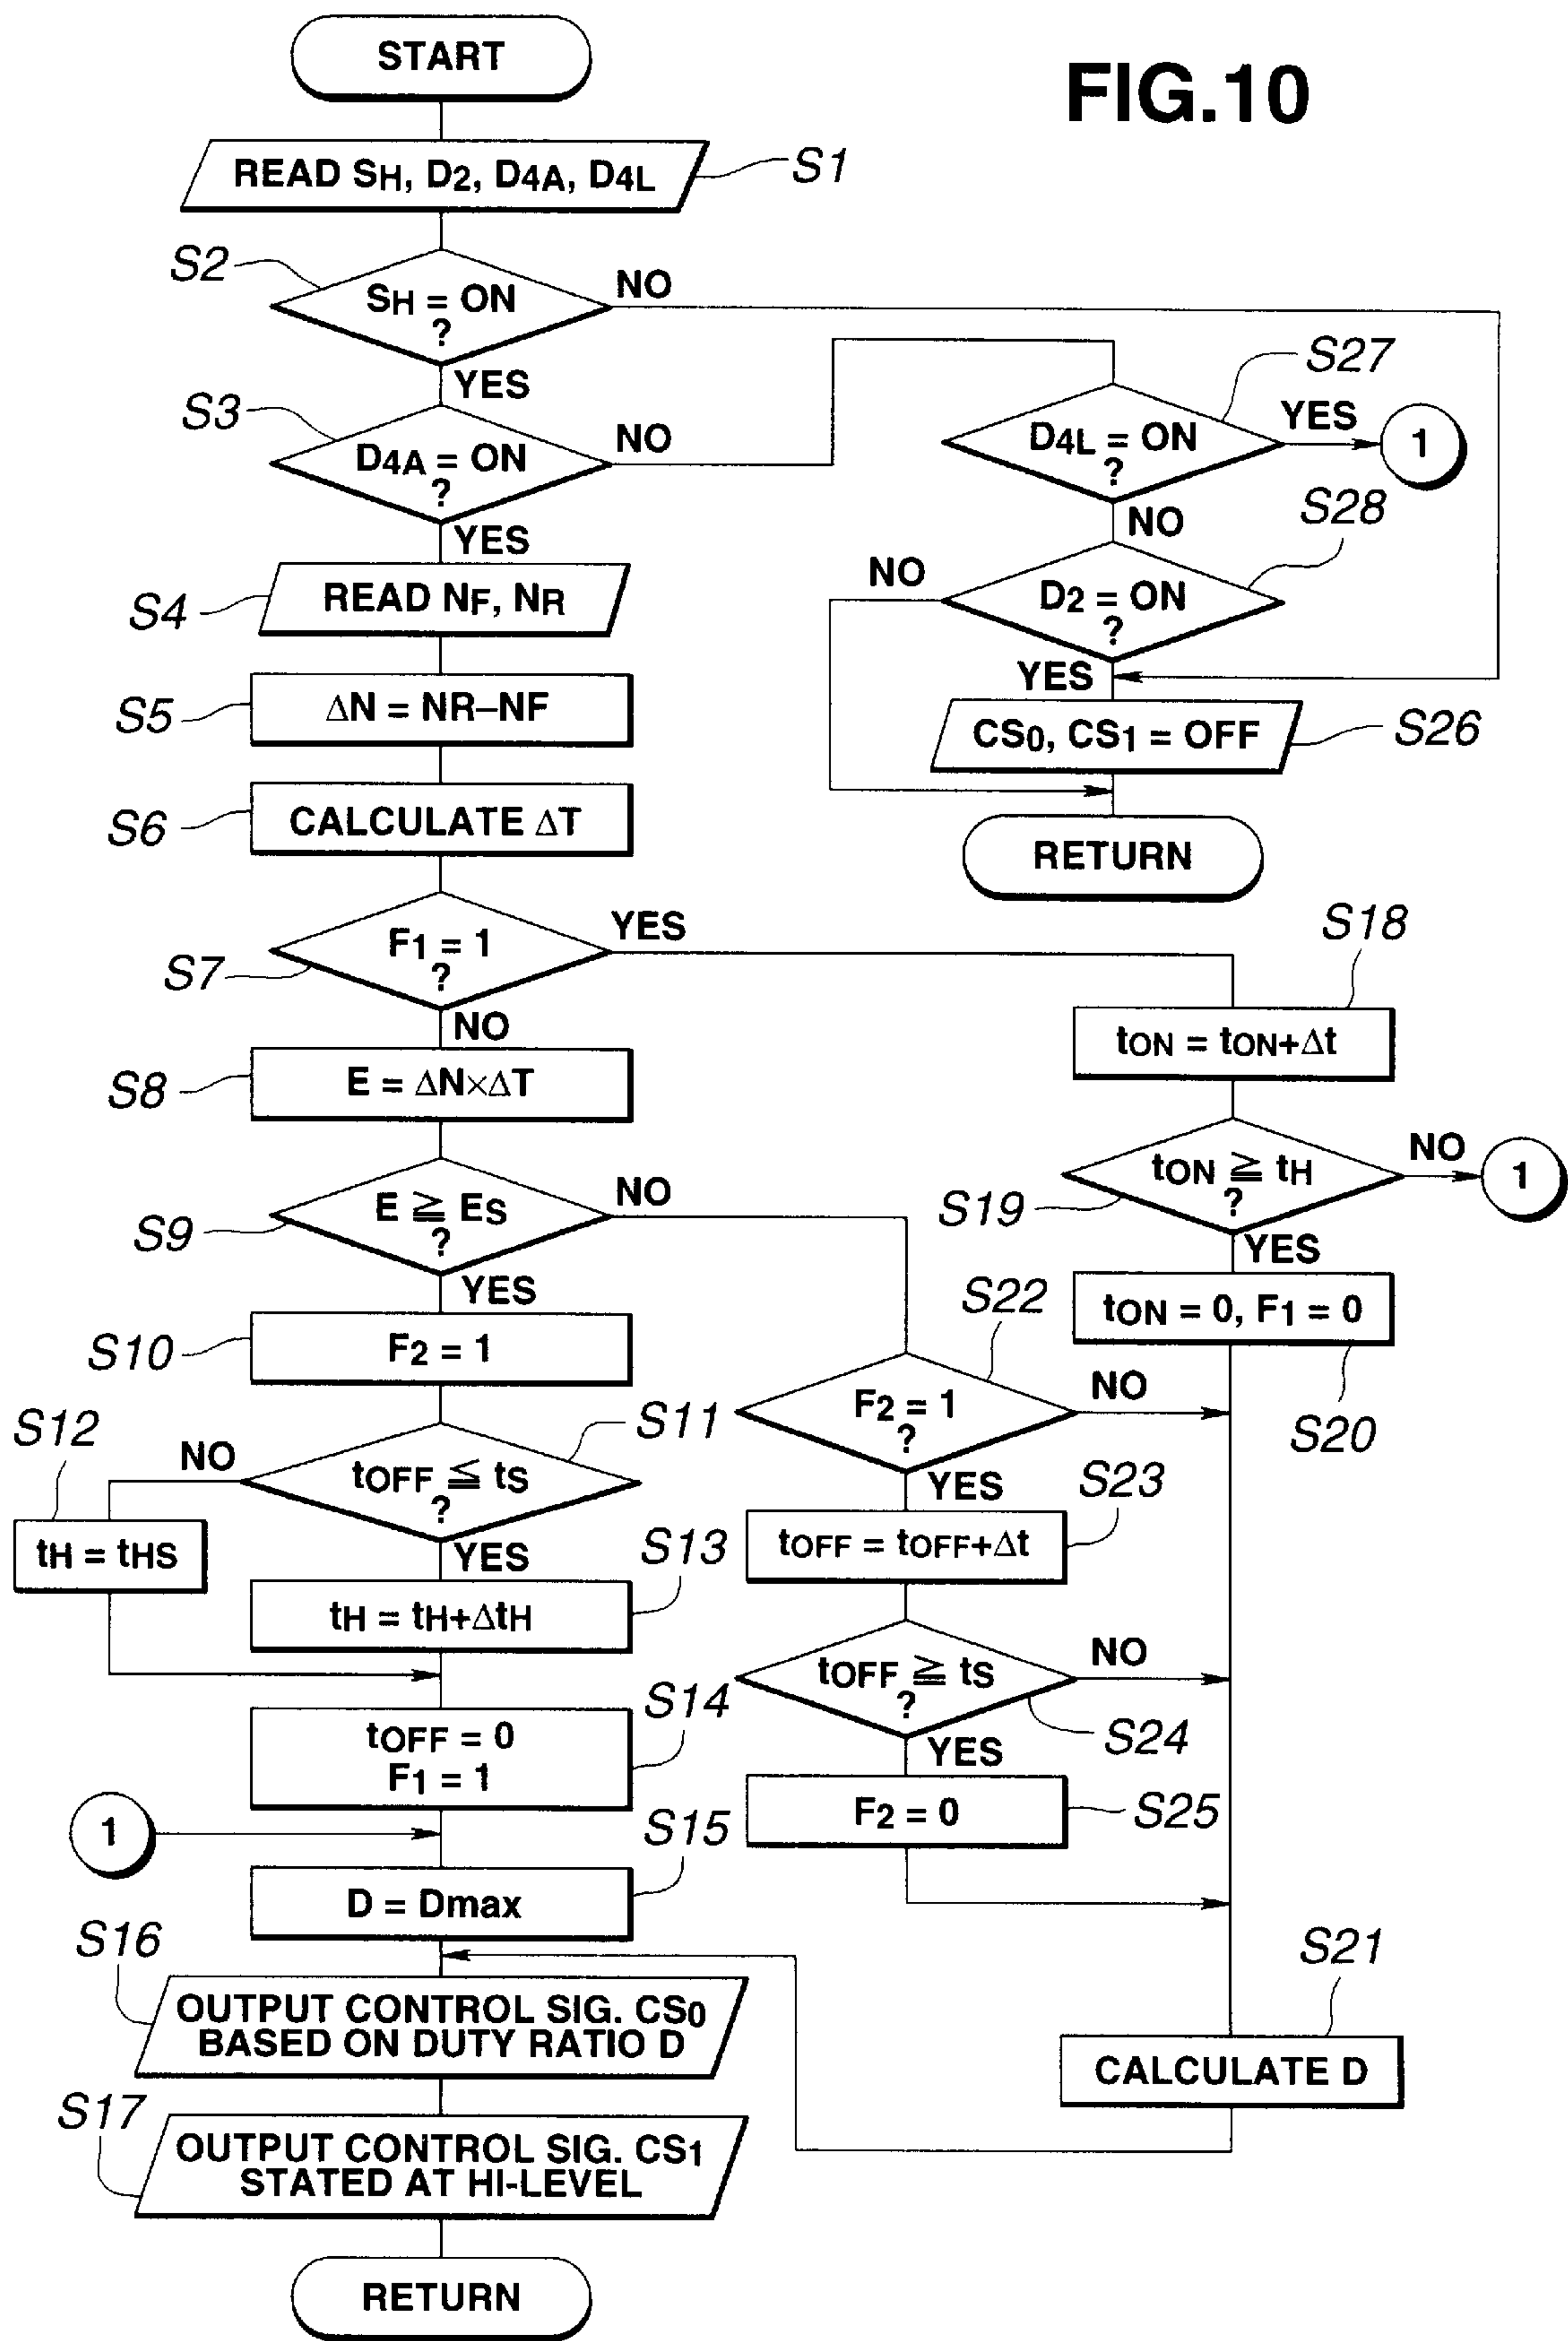 FIG.10
START
READ SH, D2, D4A, D4L
S1
S2
SH = ON
?
NO
YES
S3
D4A = ON
?
NO
YES
S27
D4L = ON
?
YES
1
NO
S28
D2 = ON
?
NO
YES
CS0, CS1 = OFF
S26
RETURN
S4
READ NF, NR
S5
ΔN = NR–NF
S6
CALCULATE ΔT
S7
F1 = 1
?
YES
NO
S18
tON = tON+Δt
S8
E = ΔN×ΔT
S19
tON ≧ tH
?
NO
1
YES
tON = 0, F1 = 0
S20
S9
E ≧ ES
?
NO
YES
S10
F2 = 1
S22
F2 = 1
?
NO
YES
S11
tOFF ≦ tS
?
NO
YES
S12
tH = tHS
S13
tH = tH+ΔtH
S23
tOFF = tOFF+Δt
tOFF ≧ tS
?
NO
S24
YES
S14
tOFF = 0
F1 = 1
F2 = 0
S25
1
S15
D = Dmax
S16
OUTPUT CONTROL SIG. CS0
BASED ON DUTY RATIO D
S21
CALCULATE D
S17
OUTPUT CONTROL SIG. CS1
STATED AT HI-LEVEL
RETURN